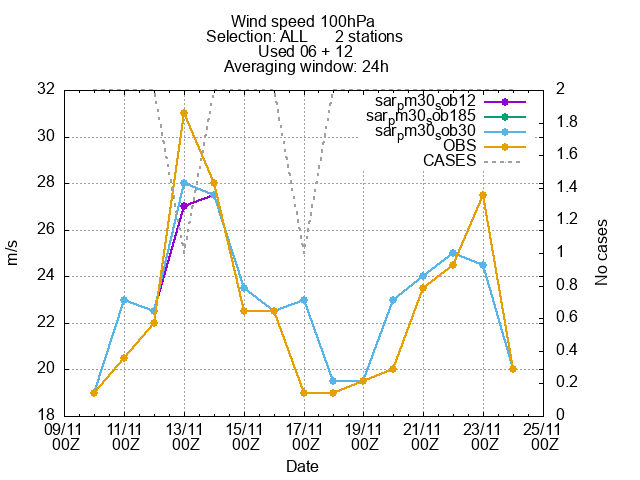 Wind speed 100hPa
Selection: ALL 2 stations
Used 06 + 12
Averaging window: 24h
sarpm30sob12
sarpm30sob185
sarpm30sob30
OBS
CASES
32
30
28
26
24
22
20
18
m/s
2
1.8
1.6
1.4
1.2
1
0.8
0.6
0.4
0.2
0
No cases
09/11 11/11 13/11 15/11 17/11 19/11 21/11 23/11 25/11
00Z 00Z 00Z 00Z 00Z 00Z 00Z 00Z 00Z
Date